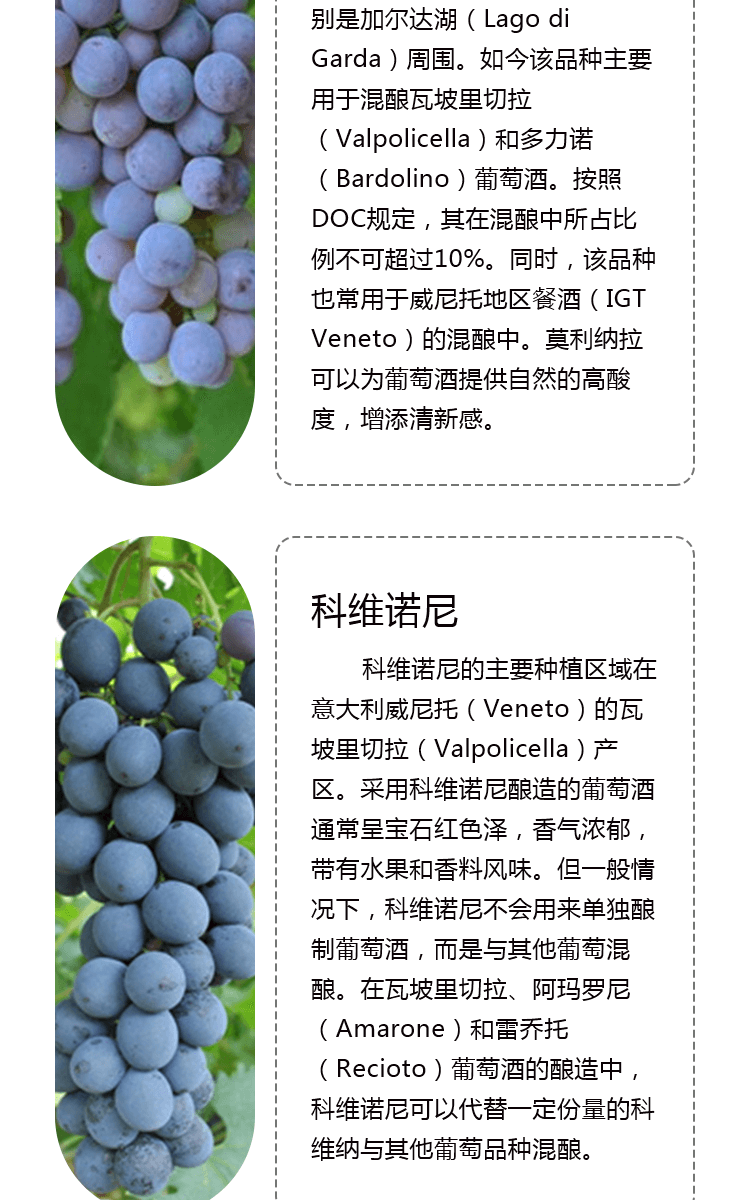 别是加尔达湖（Lago di
Garda）周围。如今该品种主要
用于混酿瓦坡里切拉
（Valpolicella）和多力诺
（Bardolino）葡萄酒。按照
DOC规定，其在混酿中所占比
例不可超过10%。同时，该品种
也常用于威尼托地区餐酒（IGT
Veneto）的混酿中。莫利纳拉
可以为葡萄酒提供自然的高酸
度，增添清新感。
科维诺尼
科维诺尼的主要种植区域在
意大利威尼托（Veneto）的瓦
坡里切拉（Valpolicella）产
区。采用科维诺尼酿造的葡萄酒
通常呈宝石红色泽，香气浓郁，
带有水果和香料风味。但一般情
况下，科维诺尼不会用来单独酿
制葡萄酒，而是与其他葡萄混
酿。在瓦坡里切拉、阿玛罗尼
（Amarone）和雷乔托
（Recioto）葡萄酒的酿造中，
科维诺尼可以代替一定份量的科
维纳与其他葡萄品种混酿。